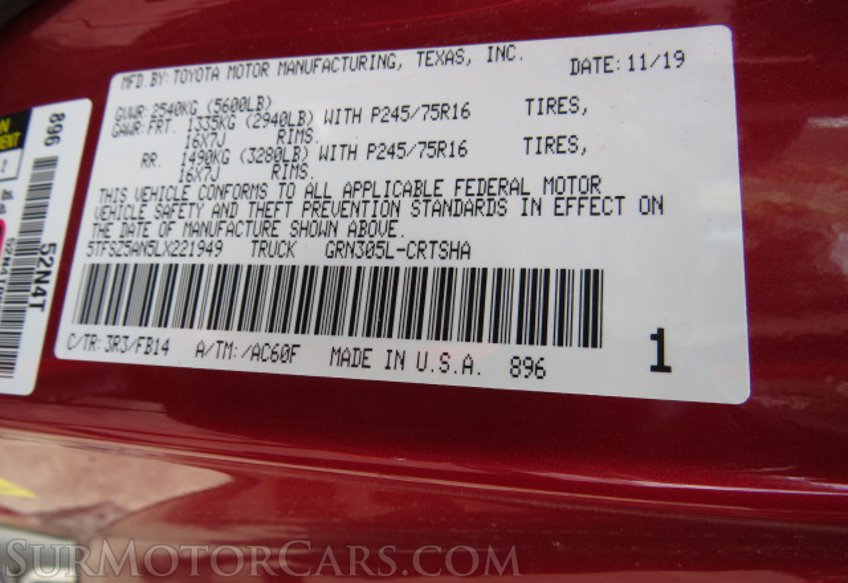 MFD.BY: TOYOTA MOTOR MANUFACTURING, TEXAS, INC. DATE: 11/19
GVWR: 2540KG (5600LB)
GAWR: FRT. 1335KG (2940LB) WITH P245/75R16 TIRES,
16X7J RIMS.
RR. 1490KG (3280LB) WITH P245/75R16 TIRES,
16X7J RIMS.
THIS VEHICLE CONFORMS TO ALL APPLICABLE FEDERAL MOTOR
VEHICLE SAFETY AND THEFT PREVENTION STANDARDS IN EFFECT ON
THE DATE OF MANUFACTURE SHOWN ABOVE.
5TFSZ5AN5LX221949 TRUCK GRN305L-CRTSHA
C/TR: 3R3/FB14 A/TM: /AC60F MADE IN U.S.A. 896 1
896
52N4T
SURMOTORCARS.COM